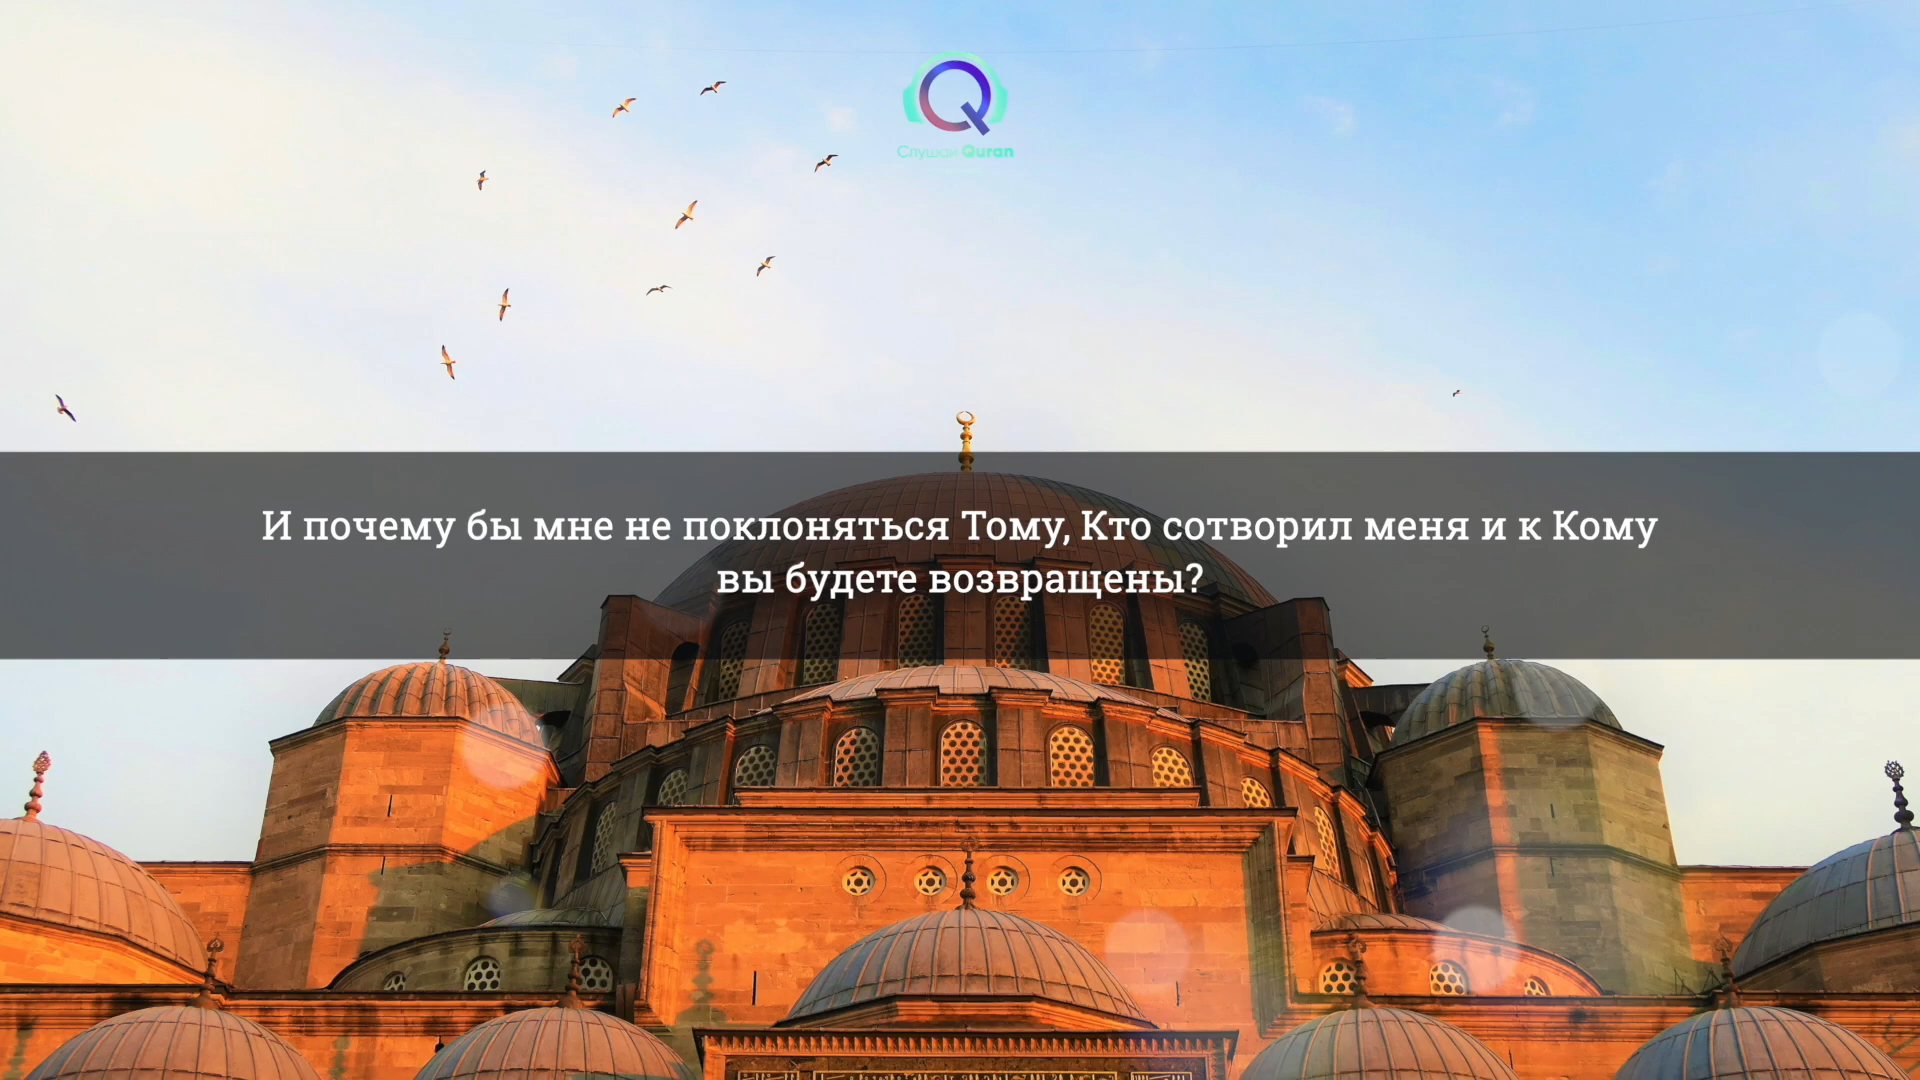 Слушай Quran
И почему бы мне не поклоняться Тому, Кто сотворил меня и к Кому
вы будете возвращены?